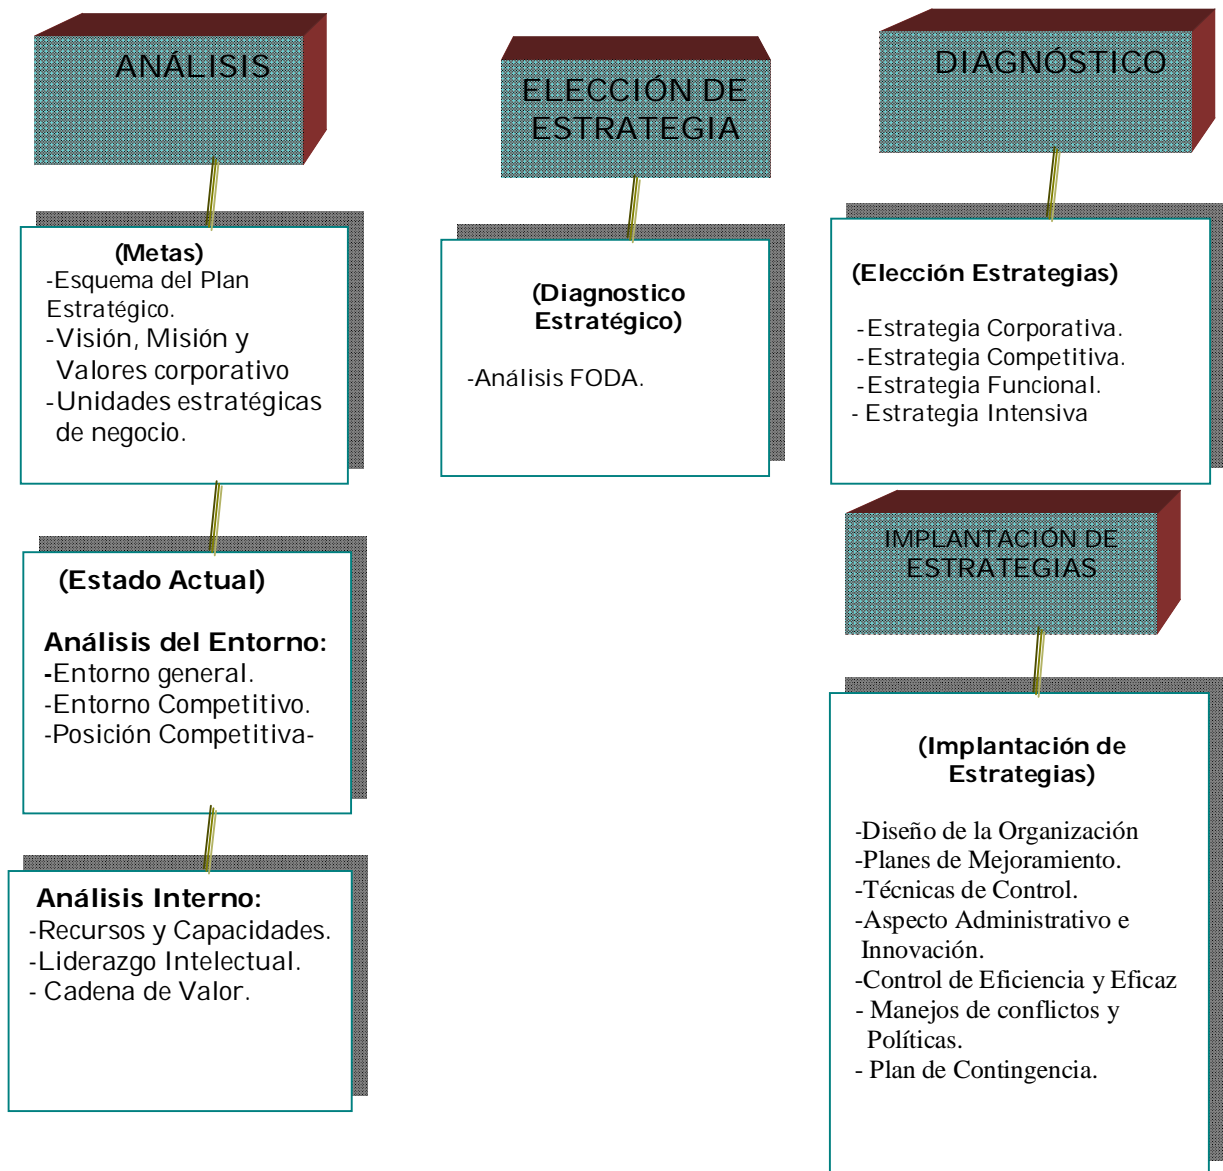 ANÁLISIS
(Metas)
-Esquema del Plan
Estratégico.
-Visión, Misión y
Valores corporativo
-Unidades estratégicas
de negocio.
(Estado Actual)
Análisis del Entorno:
-Entorno general.
-Entorno Competitivo.
-Posición Competitiva-
Análisis Interno:
-Recursos y Capacidades.
-Liderazgo Intelectual.
- Cadena de Valor.
ELECCIÓN DE
ESTRATEGIA
(Diagnostico
Estratégico)
-Análisis FODA.
DIAGNÓSTICO
(Elección Estrategias)
-Estrategia Corporativa.
-Estrategia Competitiva.
-Estrategia Funcional.
- Estrategia Intensiva
IMPLANTACIÓN DE
ESTRATEGIAS
(Implantación de
Estrategias)
-Diseño de la Organización
-Planes de Mejoramiento.
-Técnicas de Control.
-Aspecto Administrativo e
Innovación.
-Control de Eficiencia y Eficaz
- Manejos de conflictos y
Políticas.
- Plan de Contingencia.